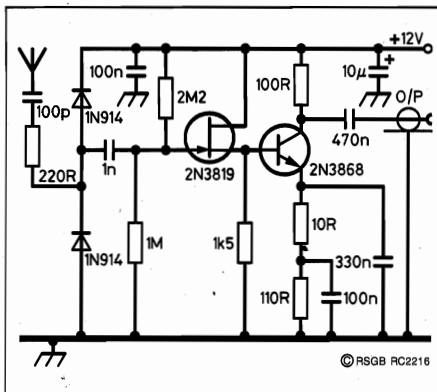 +12V
100n
10µ
+
100R
O/P
100p
1N914
2M2
470n
220R
1n
2N3819
2N3868
1N914
1M
1k5
10R
330n
110R
100n
© RSGB RC2216